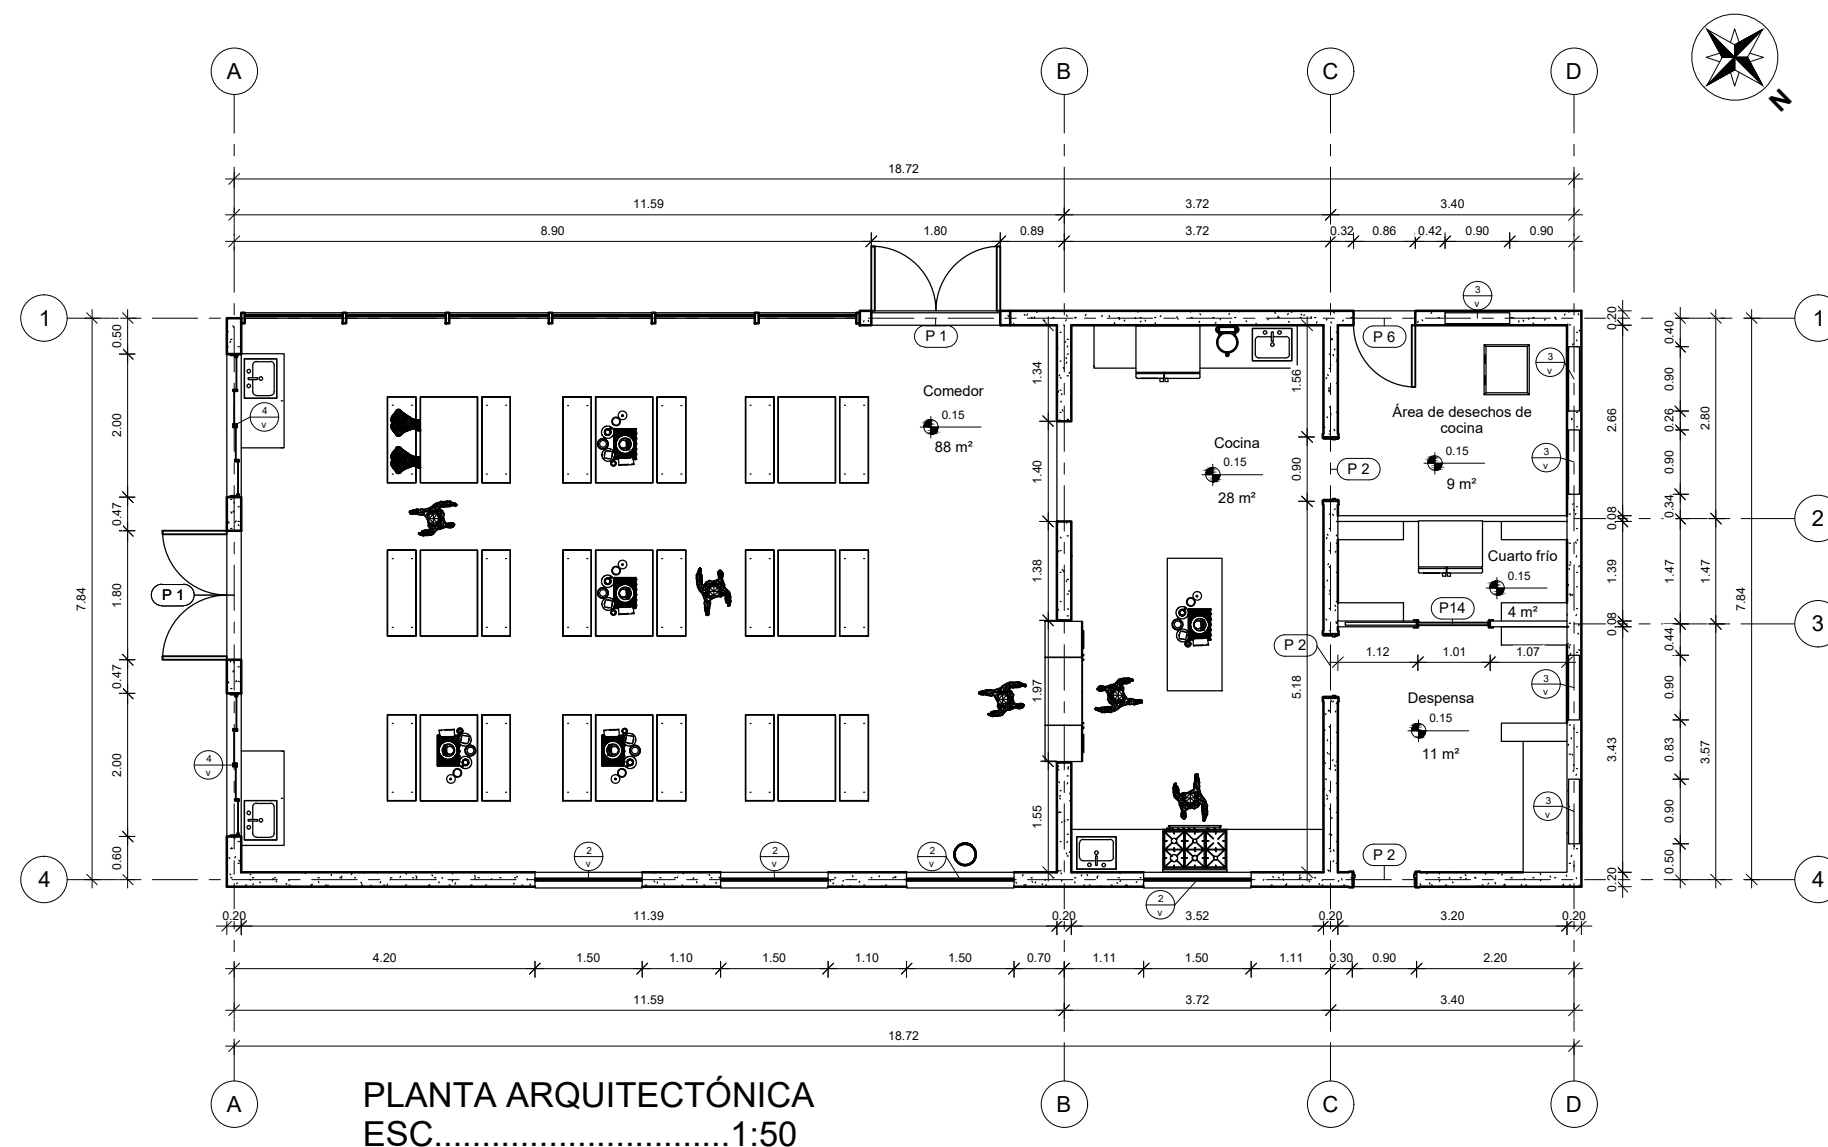 A
B
C
D
N
18.72
11.59
3.72
3.40
8.90
1.80
0.89
3.72
0.32
0.86
0.42
0.90
0.90
1
1
3
V
P 1
P 6
0.50
2.00
0.47
1.80
0.47
2.00
0.60
7.84
4
V
P 1
4
V
Comedor
0.15
88 m²
1.34
1.40
1.38
1.97
1.55
Cocina
0.15
28 m²
1.56
0.90
5.18
P 2
P 2
3
V
Área de desechos de
cocina
0.15
9 m²
3
V
Cuarto frío
0.15
4 m²
P14
1.12
1.01
1.07
3
V
Despensa
0.15
11 m²
3
V
P 2
0.20
2.66
0.08
1.39
0.08
3.43
0.20
0.40
0.90
0.26
0.90
0.34
1.47
0.44
0.90
0.83
0.90
0.50
2.80
1.47
3.57
7.84
2
3
4
4
2
V
2
V
2
V
2
V
0.20
11.39
0.20
3.52
0.20
3.20
0.20
4.20
1.50
1.10
1.50
1.10
1.50
0.70
1.11
1.50
1.11
0.30
0.90
2.20
11.59
3.72
3.40
18.72
A
B
C
D
PLANTA ARQUITECTÓNICA
ESC...............................1:50